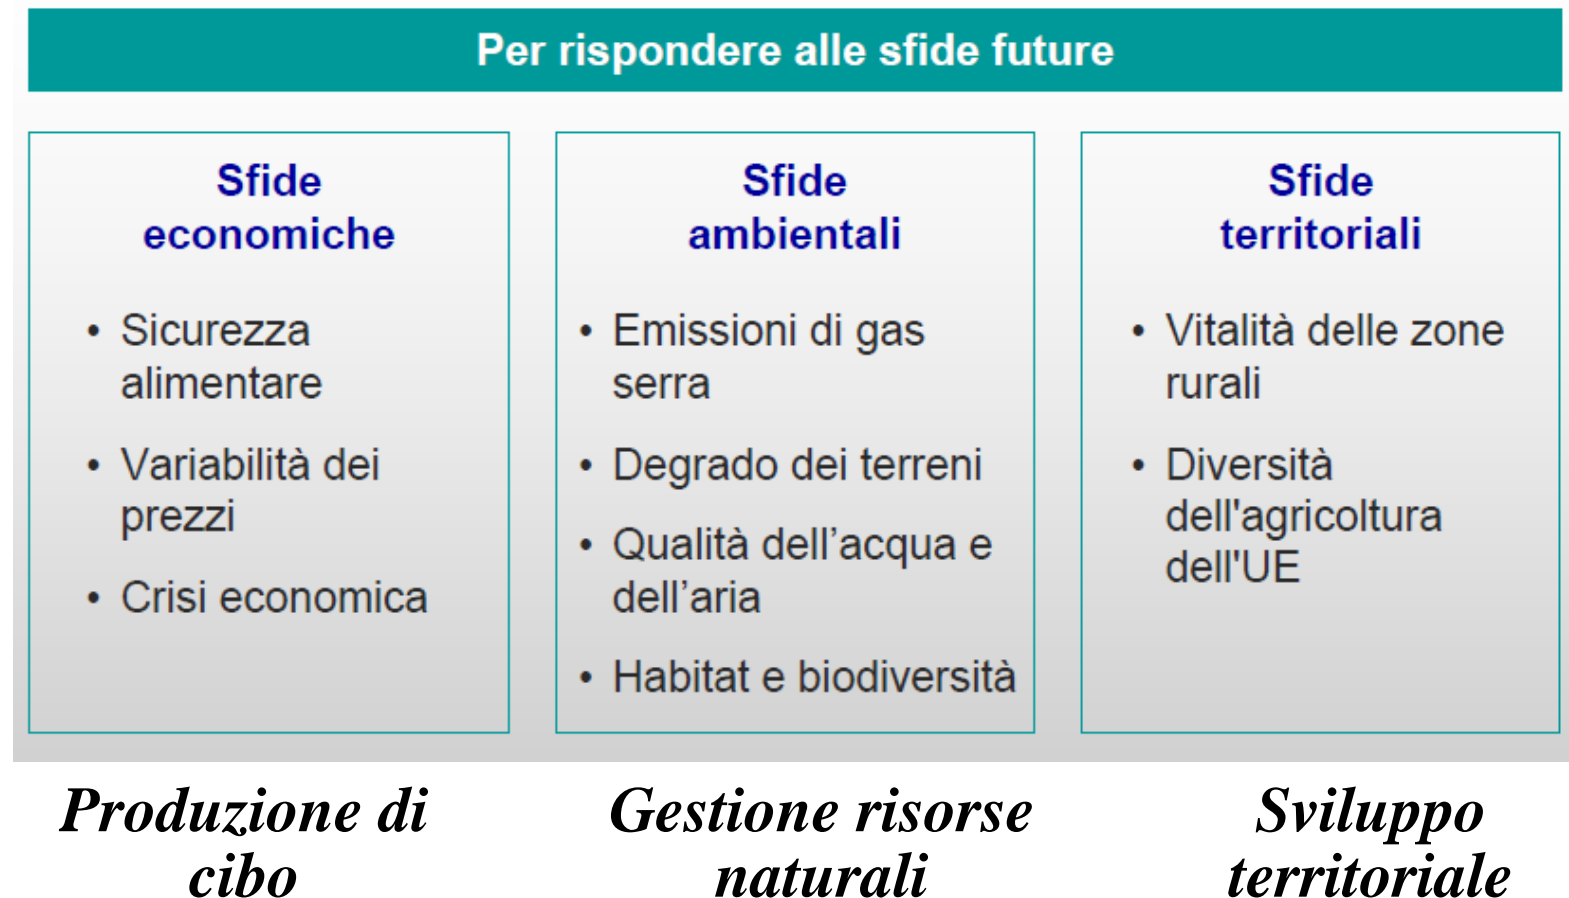 Per rispondere alle sfide future
Sfide
economiche
• Sicurezza
alimentare
• Variabilità dei
prezzi
• Crisi economica
Sfide
ambientali
• Emissioni di gas
serra
• Degrado dei terreni
• Qualità dell’acqua e
dell’aria
• Habitat e biodiversità
Sfide
territoriali
• Vitalità delle zone
rurali
• Diversità
dell'agricoltura
dell'UE
Produzione di
cibo
Gestione risorse
naturali
Sviluppo
territoriale